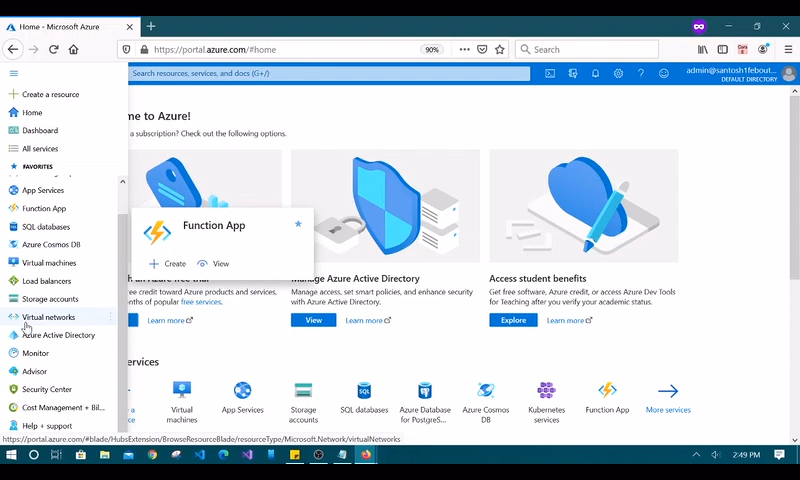 Home - Microsoft Azure
https://portal.azure.com/#home
90%
Search
Search resources, services, and docs (G+/)
admin@santosh1febout...
DEFAULT DIRECTORY
Create a resource
Home
Dashboard
All services
FAVORITES
App Services
Function App
SQL databases
Azure Cosmos DB
Virtual machines
Load balancers
Storage accounts
Virtual networks
Azure Active Directory
Monitor
Advisor
Security Center
Cost Management + Bil...
Help + support
me to Azure!
a subscription? Check out the following options.
Function App
Create
View
free credit toward Azure products and services,
months of popular free services.
Learn more
Manage Azure Active Directory
Manage access, set smart policies, and enhance security
with Azure Active Directory.
View
Learn more
Access student benefits
Get free software, Azure credit, or access Azure Dev Tools
for Teaching after you verify your academic status.
Explore
Learn more
ervices
Virtual
machines
App Services
Storage
accounts
SQL databases
Azure Database
for PostgreS...
Azure Cosmos
DB
Kubernetes
services
Function App
More services
https://portal.azure.com/#blade/HubsExtension/BrowseResourceBlade/resourceType/Microsoft.Network/virtualNetworks
2:49 PM